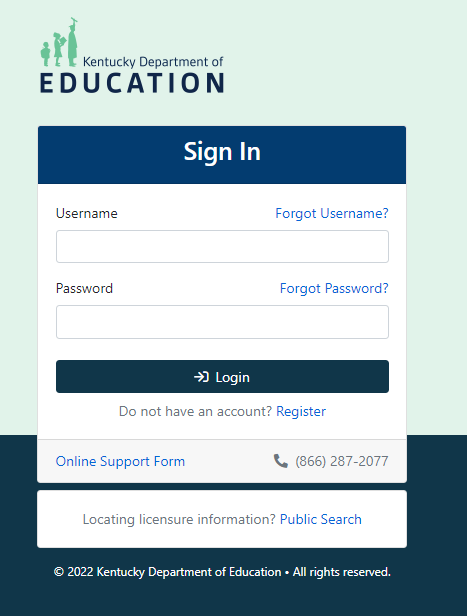 Kentucky Department of
EDUCATION
Sign In
Username Forgot Username?
Password Forgot Password?
Login
Do not have an account? Register
Online Support Form (866) 287-2077
Locating licensure information? Public Search
© 2022 Kentucky Department of Education • All rights reserved.